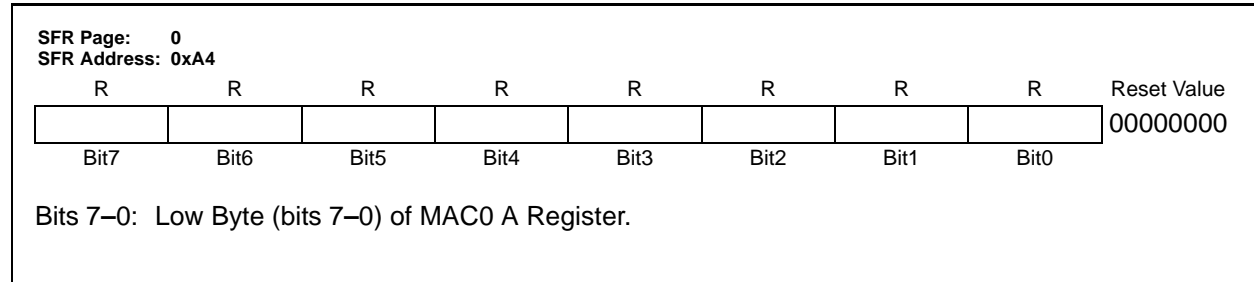 SFR Page: 0
SFR Address: 0xA4
R R R R R R R R Reset Value
00000000
Bit7 Bit6 Bit5 Bit4 Bit3 Bit2 Bit1 Bit0
Bits 7–0: Low Byte (bits 7–0) of MAC0 A Register.